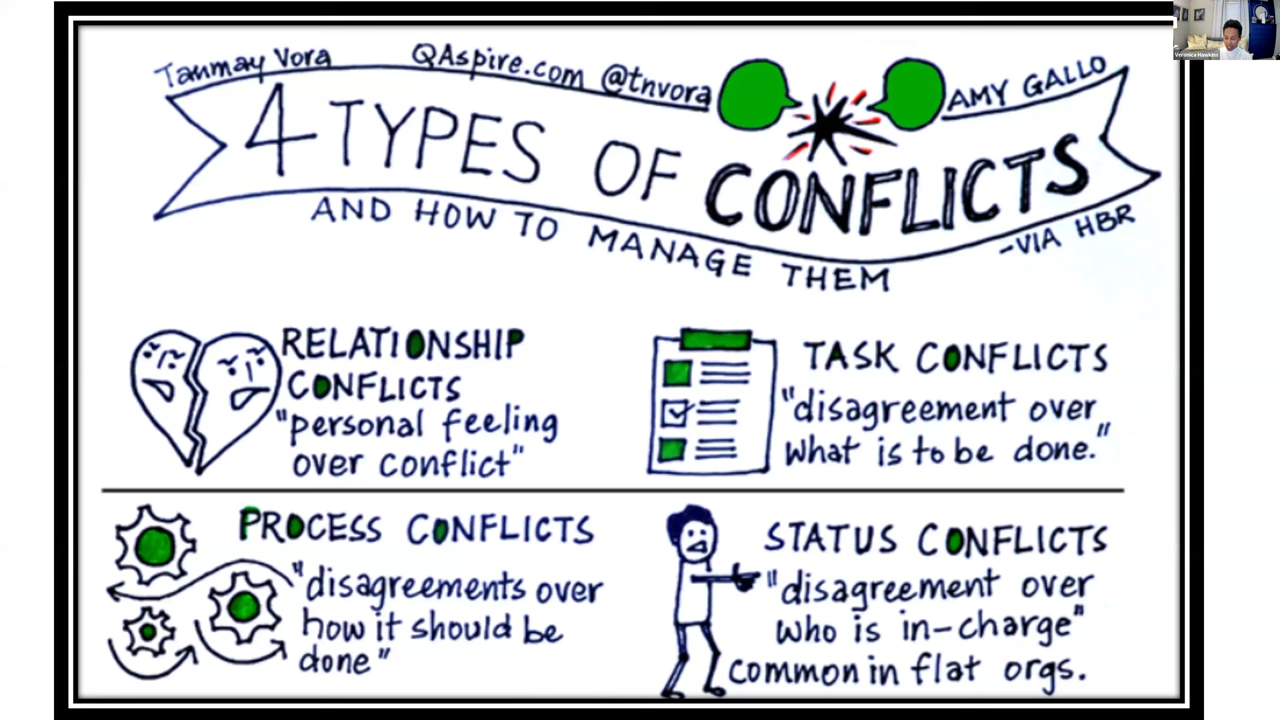 Tanmay Vora QAspire.com @tnvora AMY GALLO
4 TYPES OF CONFLICTS
AND HOW TO MANAGE THEM
-VIA HBR
RELATIONSHIP
CONFLICTS
"personal feeling
over conflict"
TASK CONFLICTS
"disagreement over
what is to be done."
PROCESS CONFLICTS
"disagreements over
how it should be
done"
STATUS CONFLICTS
"disagreement over
who is in-charge"
common in flat orgs.
Veronica Hawkins